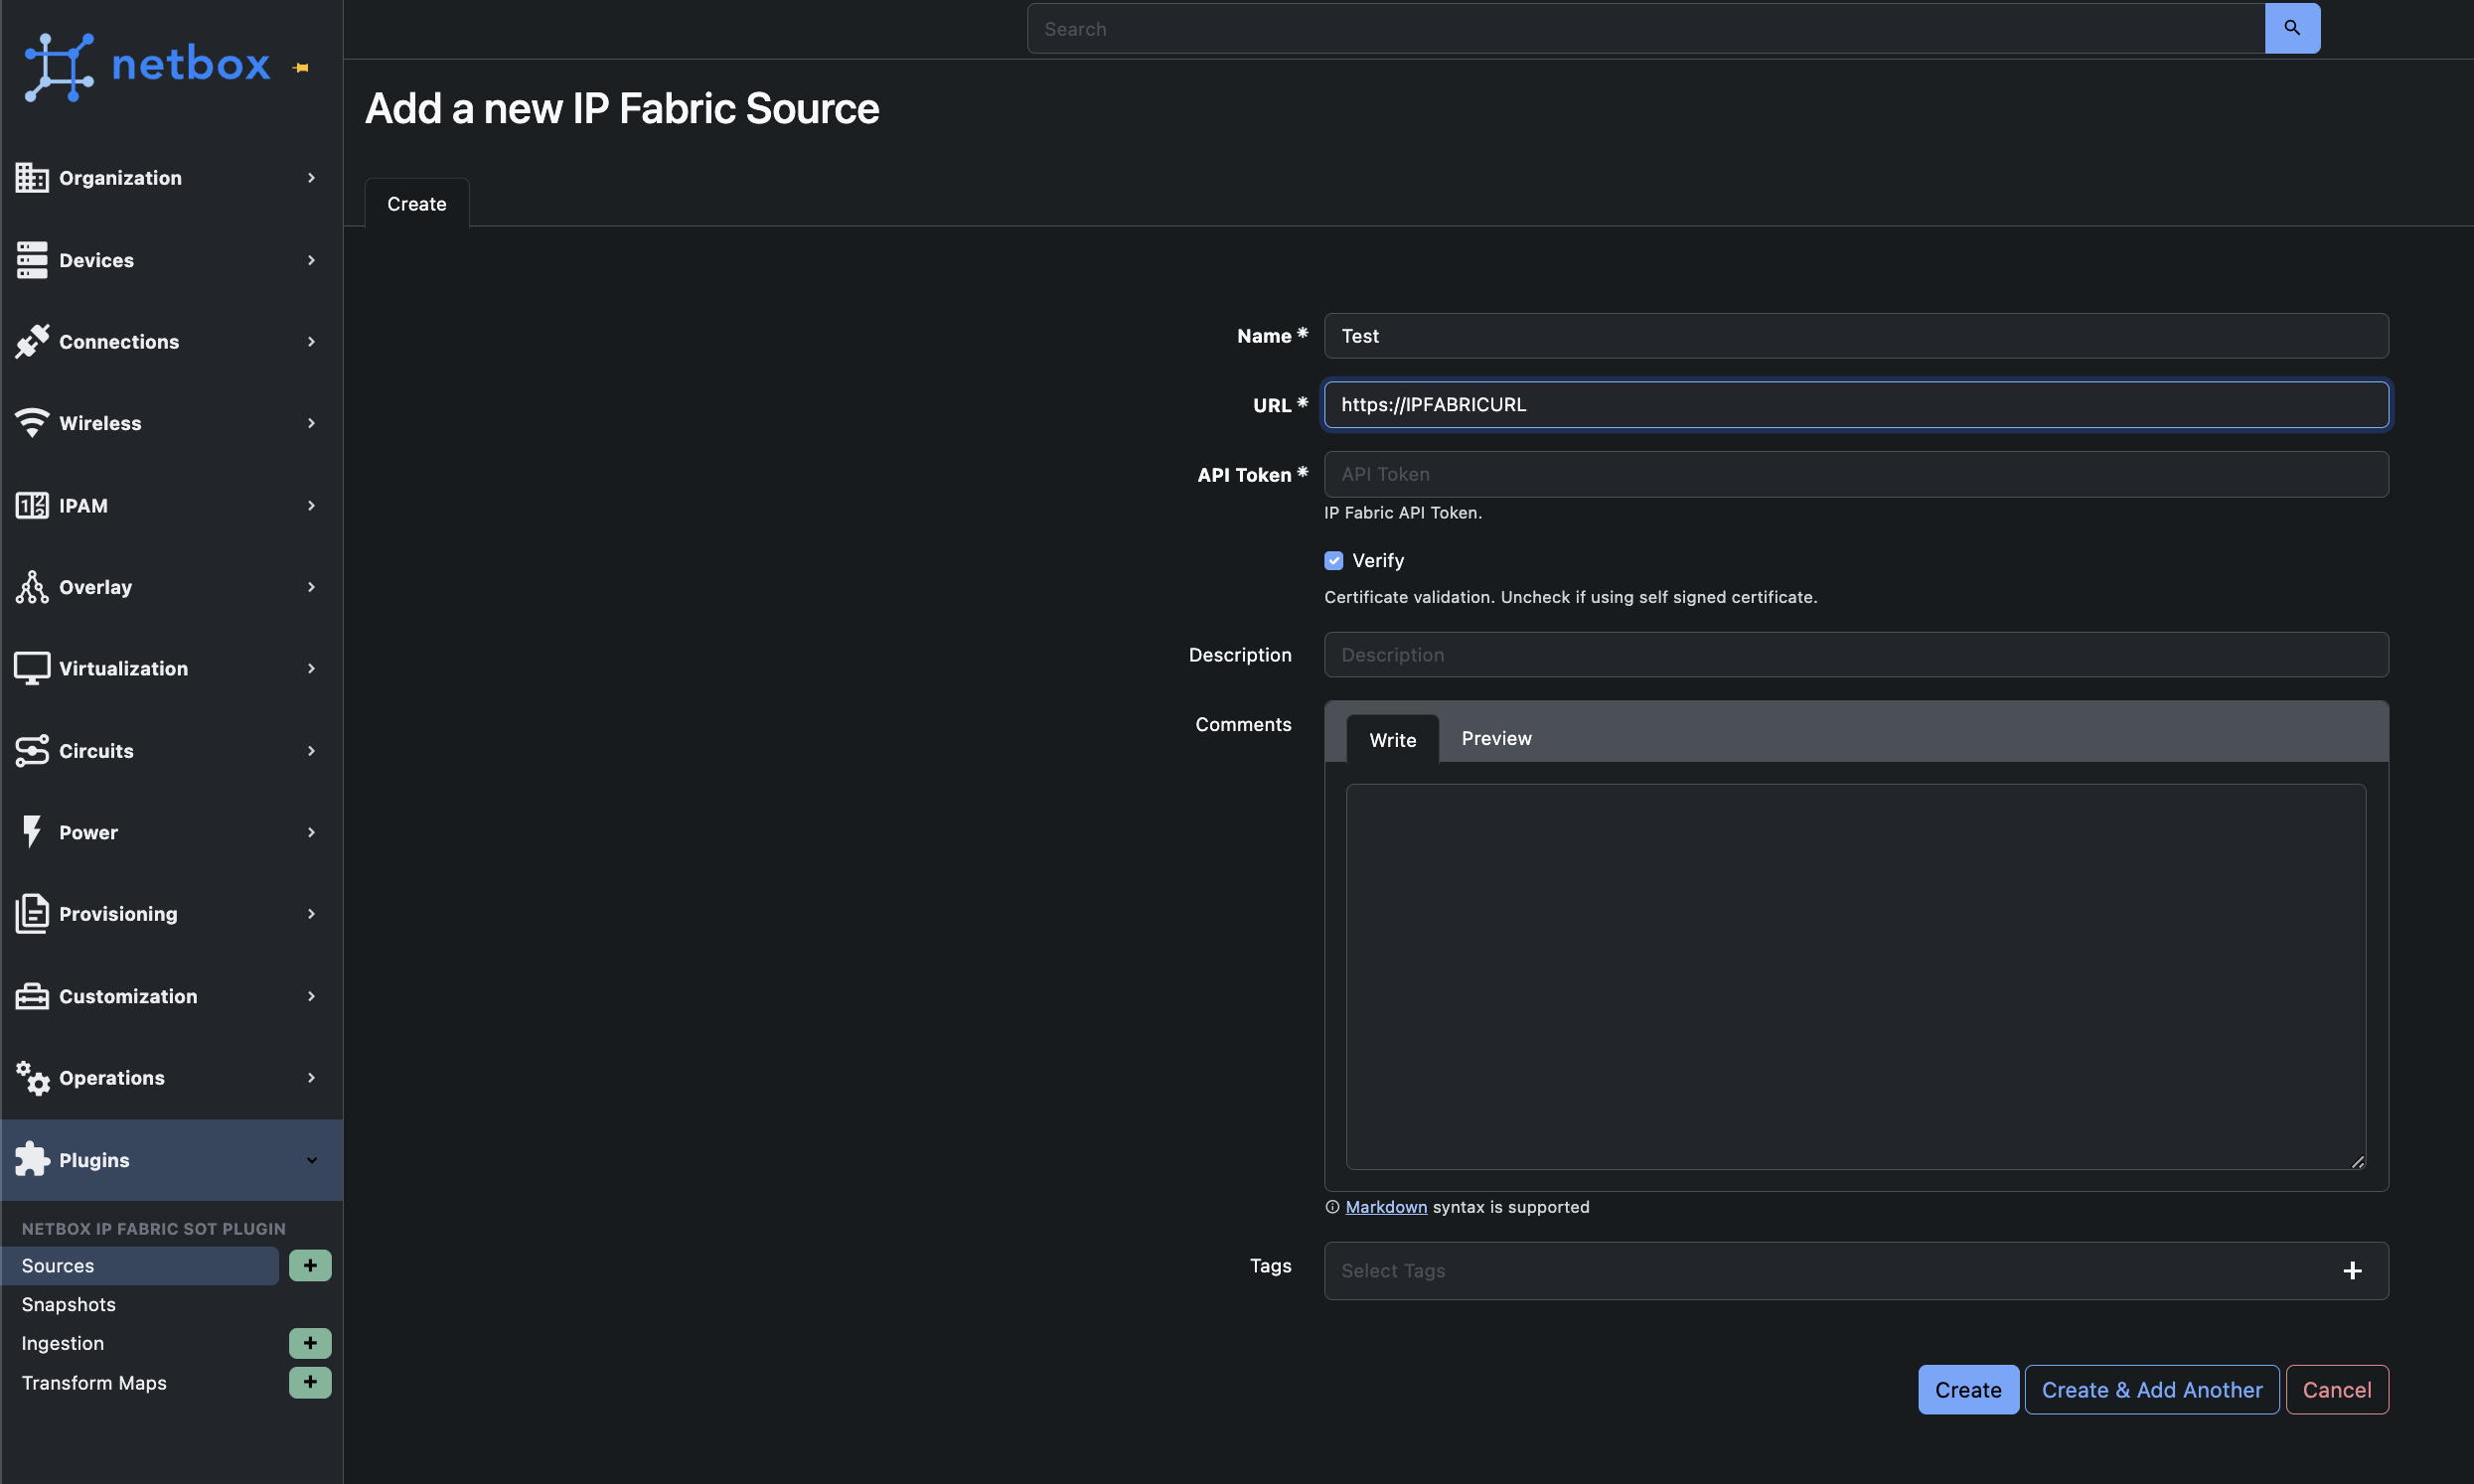 netbox
Search
Add a new IP Fabric Source
Create
Organization
Devices
Connections
Wireless
IPAM
Overlay
Virtualization
Circuits
Power
Provisioning
Customization
Operations
Plugins
NETBOX IP FABRIC SOT PLUGIN
Sources
Snapshots
Ingestion
Transform Maps
Name * Test
URL * https://IPFABRICURL
API Token * API Token
IP Fabric API Token.
Verify
Certificate validation. Uncheck if using self signed certificate.
Description Description
Comments
Write Preview
Markdown syntax is supported
Tags Select Tags
Create Create & Add Another Cancel